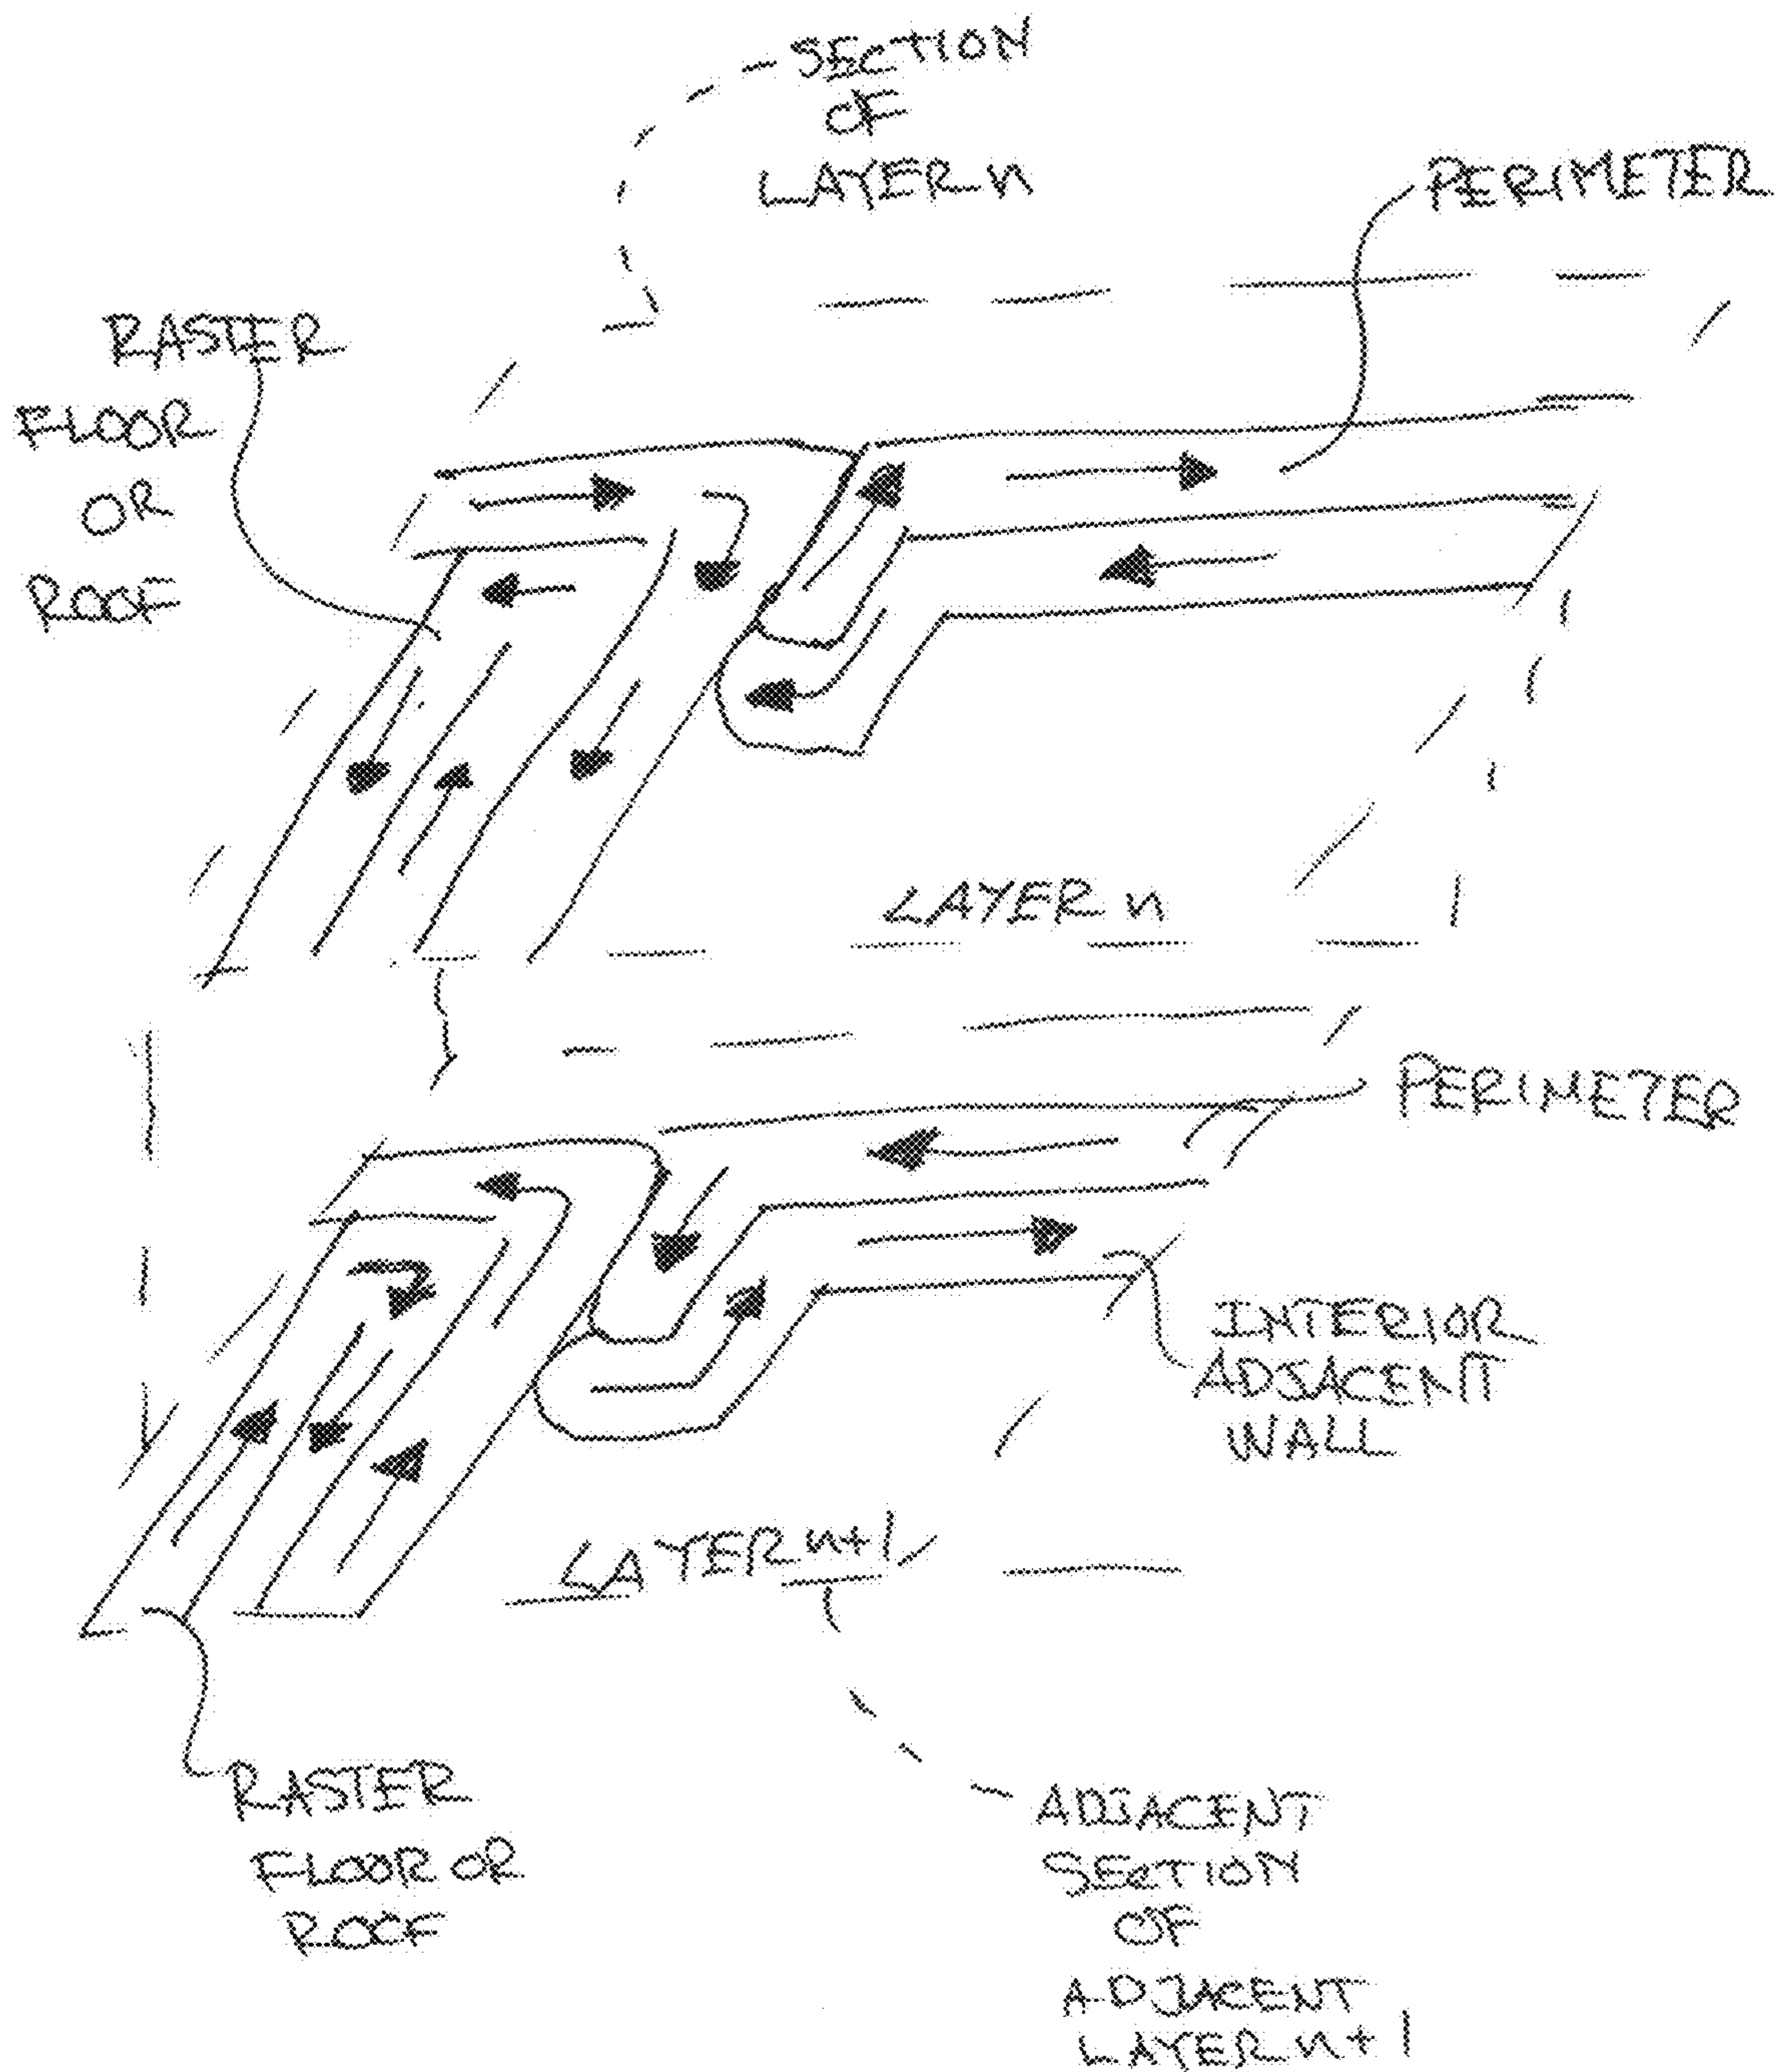 SECTION
OF
LAYER n
PERIMETER
RASTER
FLOOR
OR
ROOF
LAYER n
PERIMETER
INTERIOR
ADJACENT
WALL
LAYER n+1
RASTER
FLOOR OR
ROOF
ADJACENT
SECTION
OF
ADJACENT
LAYER n+1